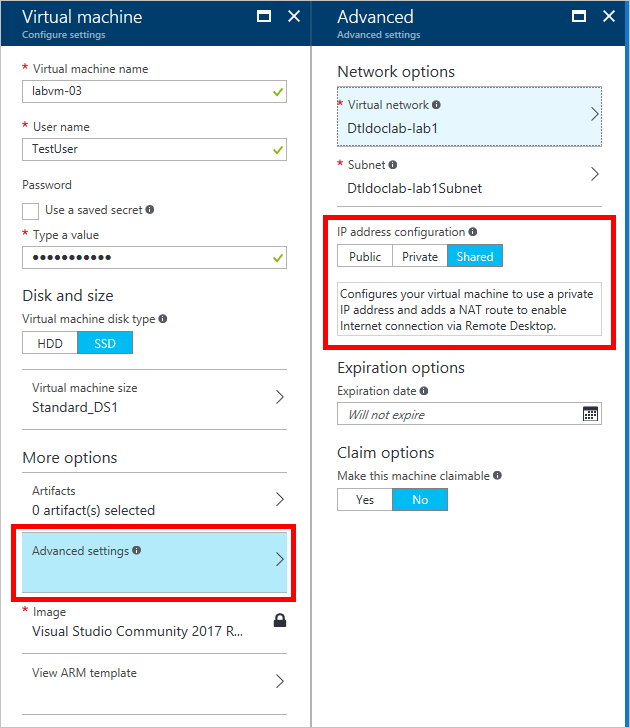 Virtual machine
Configure settings
* Virtual machine name
labvm-03
* User name
TestUser
Password
Use a saved secret
* Type a value
•••••••••••
Disk and size
Virtual machine disk type
HDD SSD
Virtual machine size
Standard_DS1
More options
Artifacts
0 artifact(s) selected
Advanced settings
* Image
Visual Studio Community 2017 R...
View ARM template
Advanced
Advanced settings
Network options
* Virtual network
Dtldoclab-lab1
* Subnet
Dtldoclab-lab1Subnet
IP address configuration
Public Private Shared
Configures your virtual machine to use a private
IP address and adds a NAT route to enable
Internet connection via Remote Desktop.
Expiration options
Expiration date
Will not expire
Claim options
Make this machine claimable
Yes No